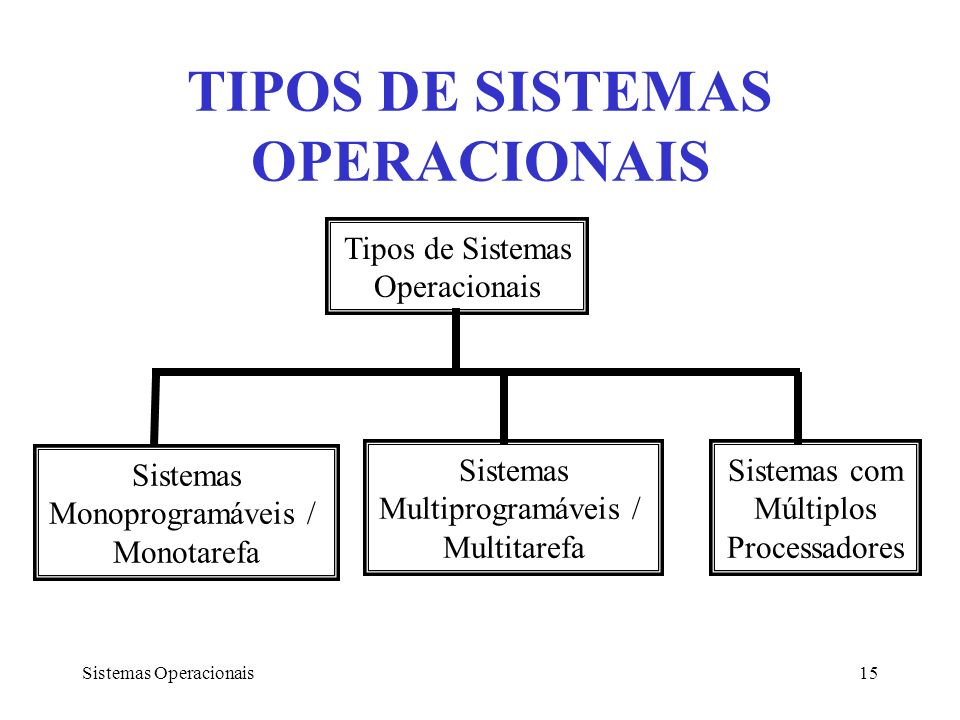 TIPOS DE SISTEMAS
OPERACIONAIS
Tipos de Sistemas
Operacionais
Sistemas
Monoprogramáveis /
Monotarefa
Sistemas
Multiprogramáveis /
Multitarefa
Sistemas com
Múltiplos
Processadores
Sistemas Operacionais
15